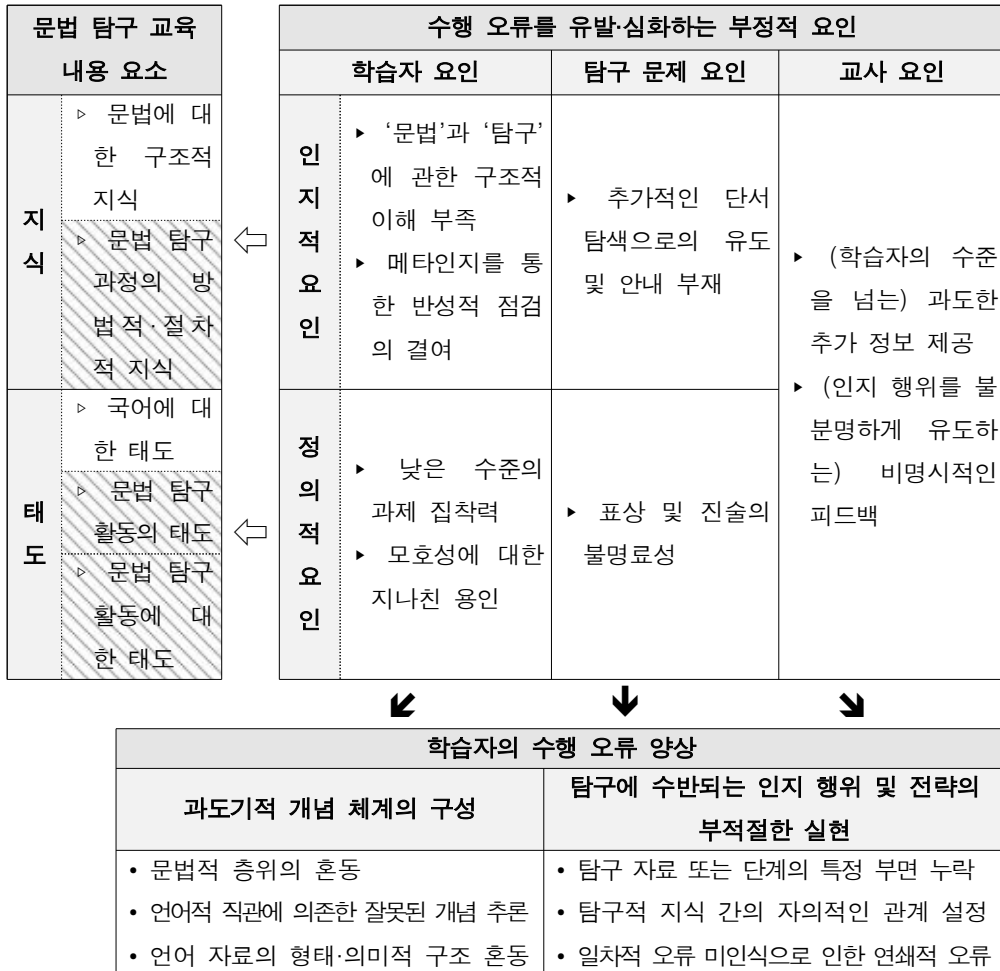 문법 탐구 교육
내용 요소
지
식
▹ 문법에 대
한 구조적
지식
▹ 문법 탐구
과정의 방
법적·절차
적 지식
태
도
▹ 국어에 대
한 태도
▹ 문법 탐구
활동의 태도
▹ 문법 탐구
활동에 대
한 태도
수행 오류를 유발·심화하는 부정적 요인
학습자 요인
탐구 문제 요인
교사 요인
인
지
적
요
인
▸ ‘문법’과 ‘탐구’
에 관한 구조적
이해 부족
▸ 메타인지를 통
한 반성적 점검
의 결여
▸ 추가적인 단서
탐색으로의 유도
및 안내 부재
▸ (학습자의 수준
을 넘는) 과도한
추가 정보 제공
▸ (인지 행위를 불
분명하게 유도하
는) 비명시적인
피드백
정
의
적
요
인
▸ 낮은 수준의
과제 집착력
▸ 모호성에 대한
지나친 용인
▸ 표상 및 진술의
불명료성
학습자의 수행 오류 양상
과도기적 개념 체계의 구성
탐구에 수반되는 인지 행위 및 전략의
부적절한 실현
• 문법적 층위의 혼동
• 언어적 직관에 의존한 잘못된 개념 추론
• 언어 자료의 형태·의미적 구조 혼동
• 탐구 자료 또는 단계의 특정 부면 누락
• 탐구적 지식 간의 자의적인 관계 설정
• 일차적 오류 미인식으로 인한 연쇄적 오류